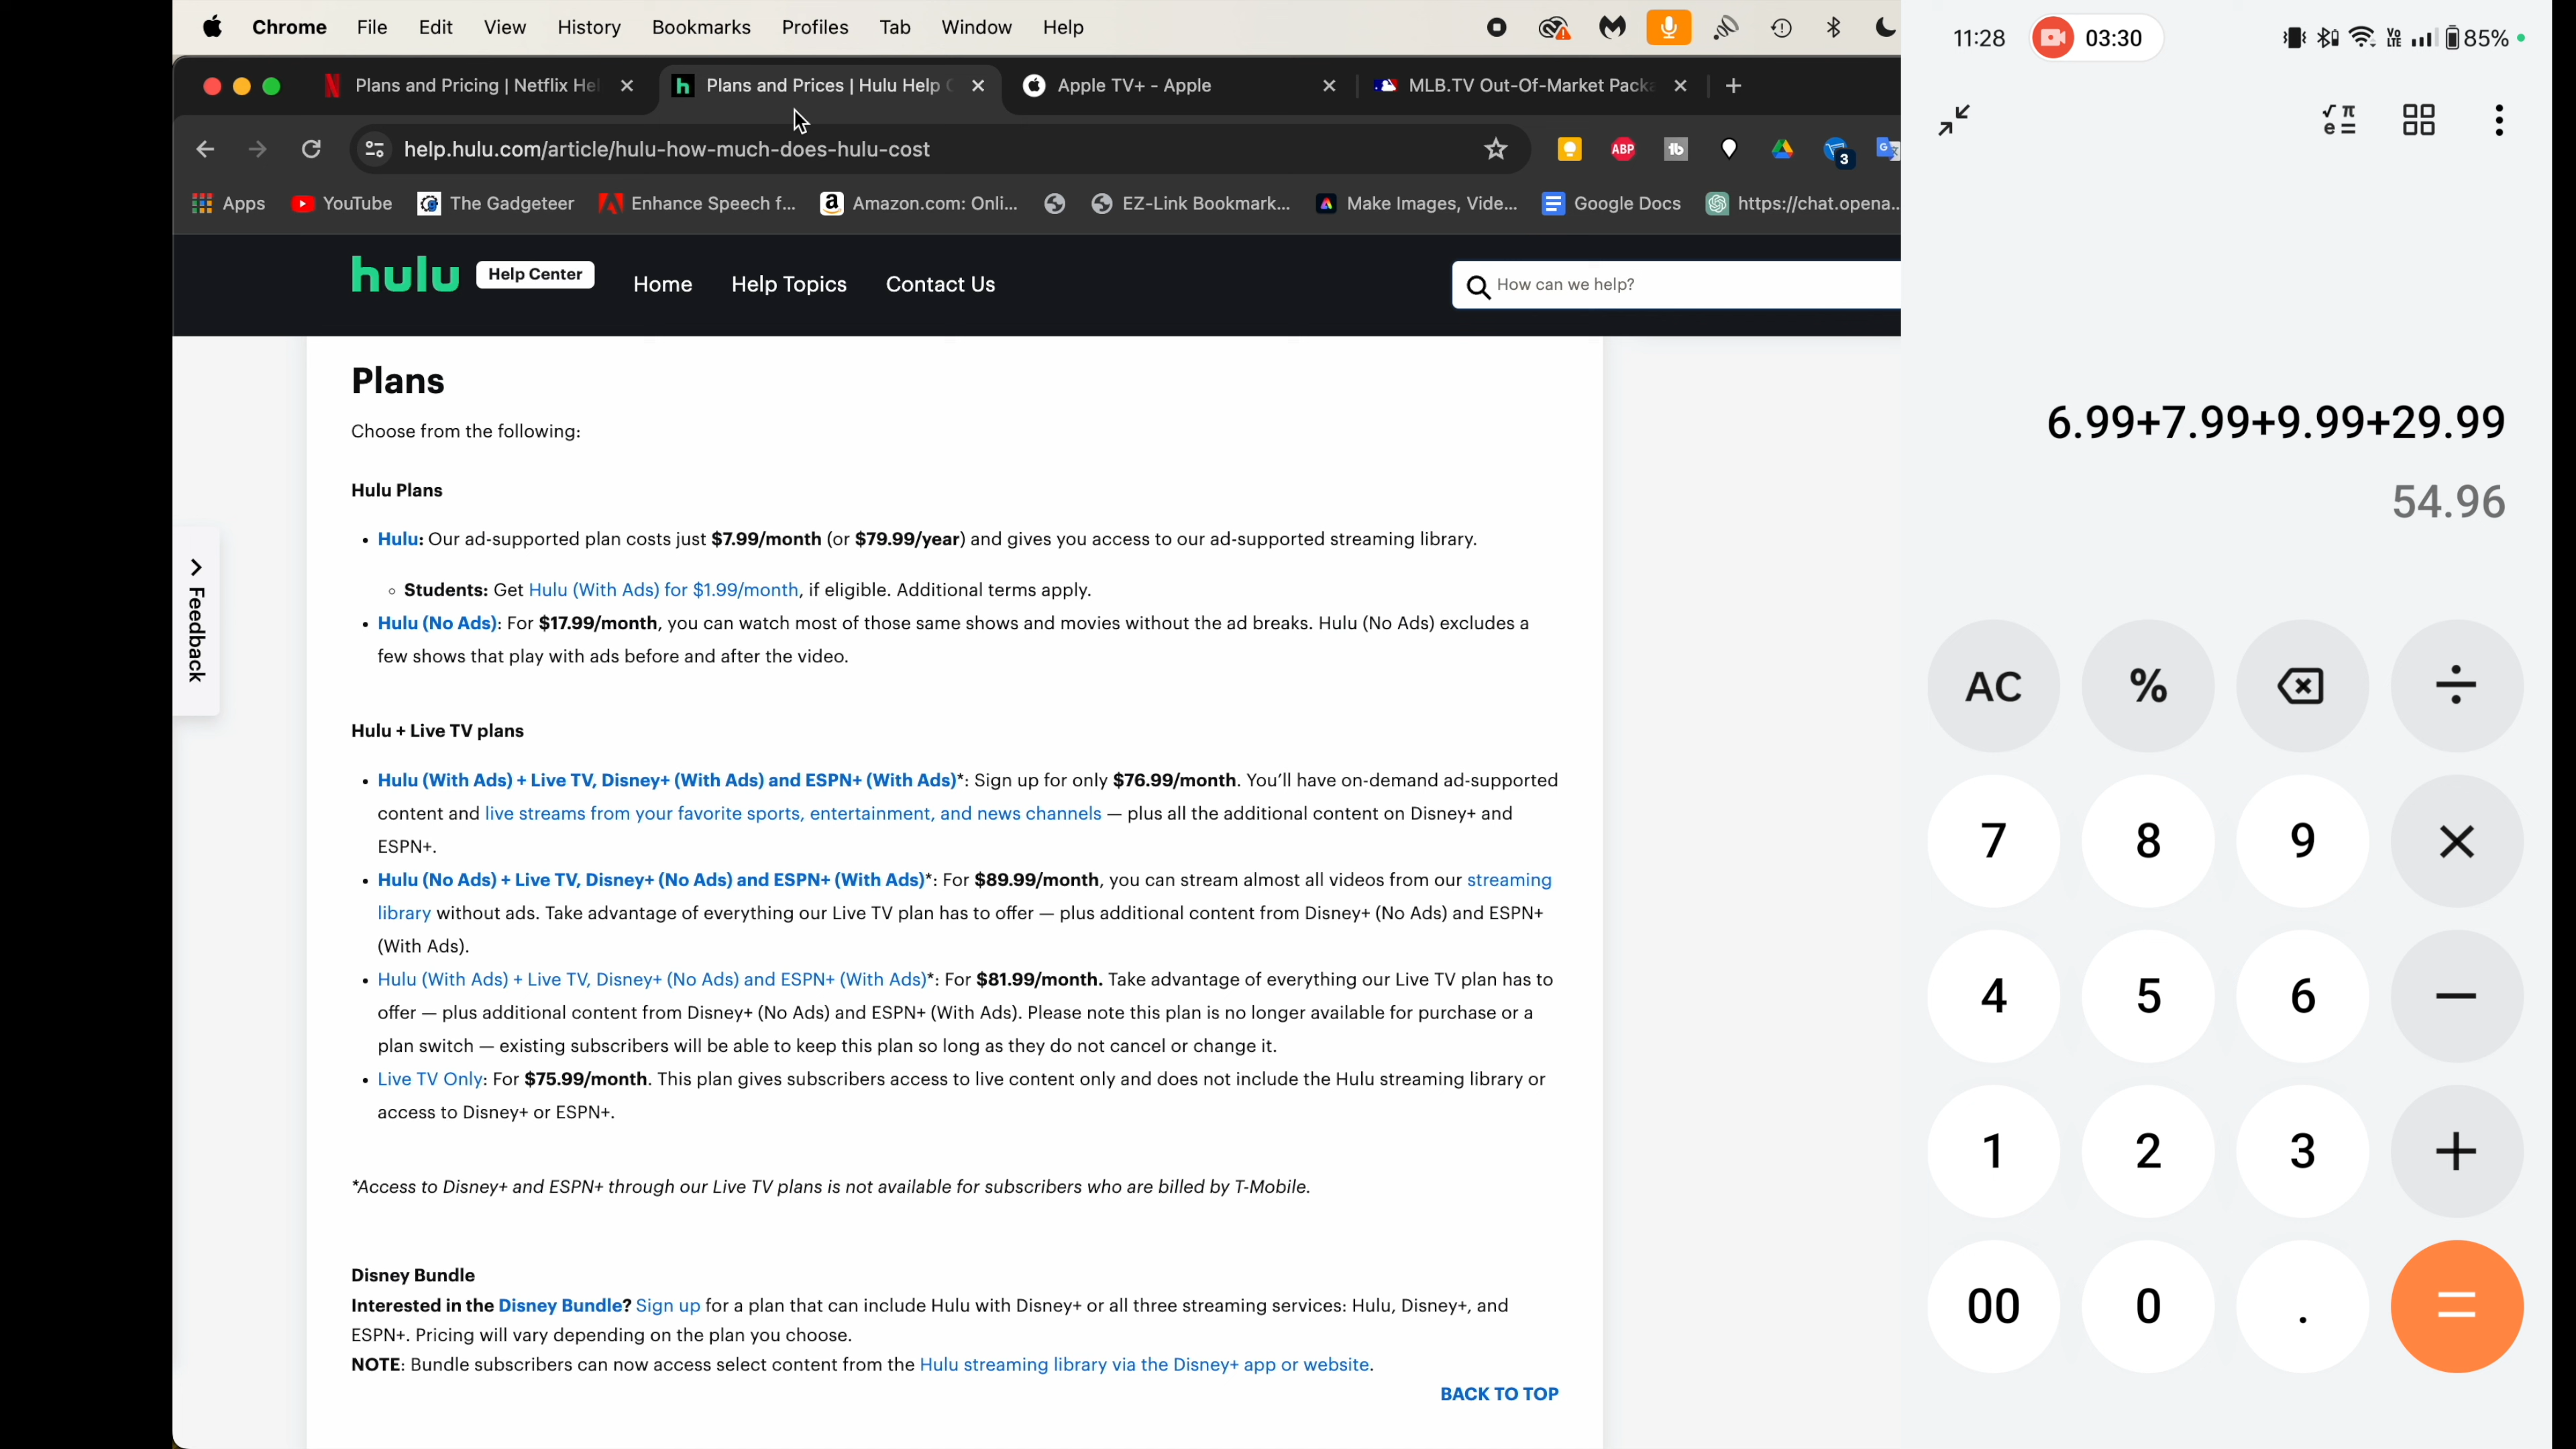 Chrome File Edit View History Bookmarks Profiles Tab Window Help
Plans and Pricing | Netflix Hel
Plans and Prices | Hulu Help C
Apple TV+ - Apple
MLB.TV Out-Of-Market Packa
help.hulu.com/article/hulu-how-much-does-hulu-cost
ABP
tb
3
G
Apps YouTube The Gadgeteer Enhance Speech f... Amazon.com: Onli... EZ-Link Bookmark... Make Images, Vide... Google Docs https://chat.opena...
hulu Help Center Home Help Topics Contact Us
How can we help?
Feedback
Plans
Choose from the following:
Hulu Plans
• Hulu: Our ad-supported plan costs just $7.99/month (or $79.99/year) and gives you access to our ad-supported streaming library.
◦ Students: Get Hulu (With Ads) for $1.99/month, if eligible. Additional terms apply.
• Hulu (No Ads): For $17.99/month, you can watch most of those same shows and movies without the ad breaks. Hulu (No Ads) excludes a
few shows that play with ads before and after the video.
Hulu + Live TV plans
• Hulu (With Ads) + Live TV, Disney+ (With Ads) and ESPN+ (With Ads)*: Sign up for only $76.99/month. You'll have on-demand ad-supported
content and live streams from your favorite sports, entertainment, and news channels — plus all the additional content on Disney+ and
ESPN+.
• Hulu (No Ads) + Live TV, Disney+ (No Ads) and ESPN+ (With Ads)*: For $89.99/month, you can stream almost all videos from our streaming
library without ads. Take advantage of everything our Live TV plan has to offer — plus additional content from Disney+ (No Ads) and ESPN+
(With Ads).
• Hulu (With Ads) + Live TV, Disney+ (No Ads) and ESPN+ (With Ads)*: For $81.99/month. Take advantage of everything our Live TV plan has to
offer — plus additional content from Disney+ (No Ads) and ESPN+ (With Ads). Please note this plan is no longer available for purchase or a
plan switch — existing subscribers will be able to keep this plan so long as they do not cancel or change it.
• Live TV Only: For $75.99/month. This plan gives subscribers access to live content only and does not include the Hulu streaming library or
access to Disney+ or ESPN+.
*Access to Disney+ and ESPN+ through our Live TV plans is not available for subscribers who are billed by T-Mobile.
Disney Bundle
Interested in the Disney Bundle? Sign up for a plan that can include Hulu with Disney+ or all three streaming services: Hulu, Disney+, and
ESPN+. Pricing will vary depending on the plan you choose.
NOTE: Bundle subscribers can now access select content from the Hulu streaming library via the Disney+ app or website.
BACK TO TOP
11:28 03:30 Vo LTE 85%
√ π e =
6.99+7.99+9.99+29.99
54.96
AC % ÷
7 8 9 ×
4 5 6 −
1 2 3 +
00 0 . =